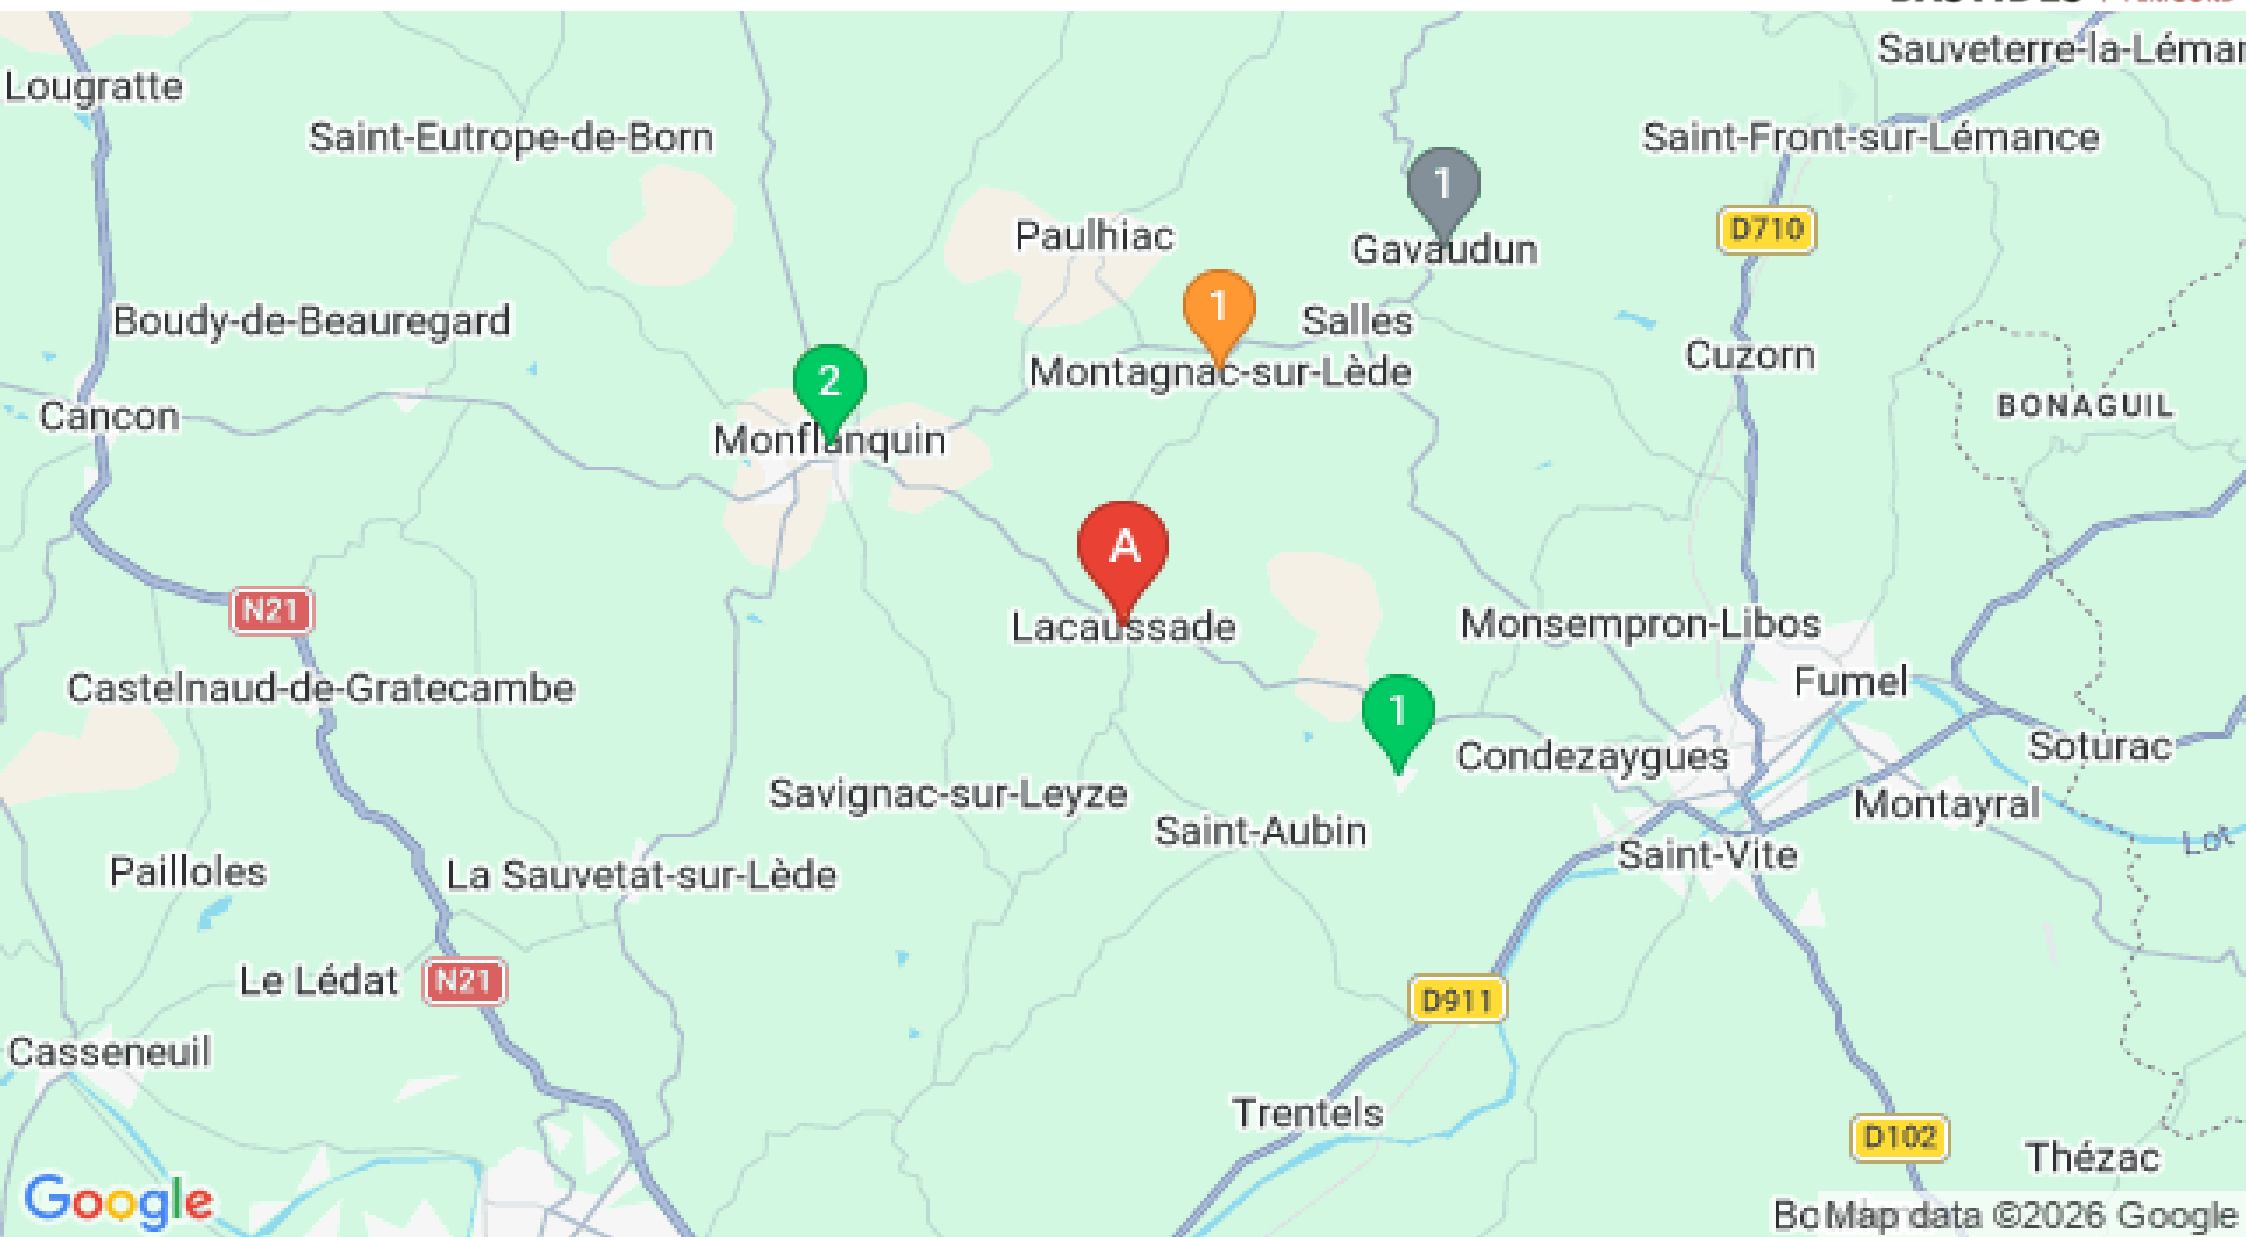 Sauveterre-la-Lémar
Lougratte
Saint-Eutrope-de-Born
Saint-Front-sur-Lémance
1
D710
Paulhiac
Gavaudun
1
Boudy-de-Beauregard
Salles
Cuzorn
2
Montagnac-sur-Lède
BONAGUIL
Cancon
Monflanquin
A
N21
Lacaussade
Monsempron-Libos
Castelnaud-de-Gratecambe
Fumel
1
Soturac
Condezaygues
Savignac-sur-Leyze
Montayral
Saint-Aubin
Lot
Saint-Vite
Pailloles
La Sauvetat-sur-Lède
Le Lédat
N21
D911
Casseneuil
Trentels
D102
Thézac
Google
Map data ©2026 Google